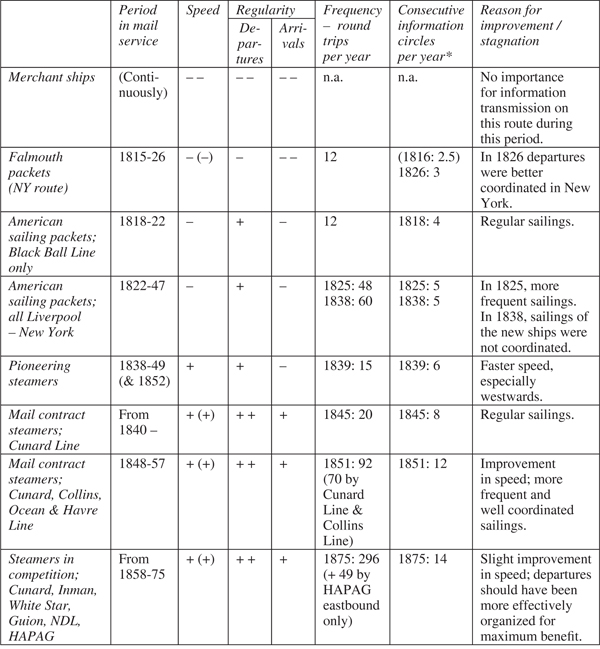 Period in mail service
Speed
Regularity
De-
par-
tures
Arri-
vals
Frequency
– round
trips
per year
Consecutive
information
circles
per year*
Reason for
improvement /
stagnation
Merchant ships
(Conti-
nuously)
– –
– –
– –
n.a.
n.a.
No importance
for information
transmission on
this route during
this period.
Falmouth
packets
(NY route)
1815-26
– (–)
–
– –
12
(1816: 2.5)
1826: 3
In 1826 departures
were better
coordinated in New
York.
American
sailing packets;
Black Ball Line
only
1818-22
–
+
–
12
1818: 4
Regular sailings.
American
sailing packets;
all Liverpool
– New York
1822-47
–
+
–
1825: 48
1838: 60
1825: 5
1838: 5
In 1825, more
frequent sailings.
In 1838, sailings of
the new ships were
not coordinated.
Pioneering
steamers
1838-49
(& 1852)
+
+
–
1839: 15
1839: 6
Faster speed,
especially
westwards.
Mail contract
steamers;
Cunard Line
From
1840 –
+ (+)
+ +
+
1845: 20
1845: 8
Regular sailings.
Mail contract
steamers;
Cunard, Collins,
Ocean & Havre
Line
1848-57
+ (+)
+ +
+
1851: 92
(70 by
Cunard
Line &
Collins
Line)
1851: 12
Improvement
in speed; more
frequent and
well coordinated
sailings.
Steamers in
competition;
Cunard, Inman,
White Star,
Guion, NDL,
HAPAG
From
1858-75
+ (+)
+ +
+
1875: 296
(+ 49 by
HAPAG
eastbound
only)
1875: 14
Slight improvement
in speed; departures
should have been
more effectively
organized for
maximum benefit.